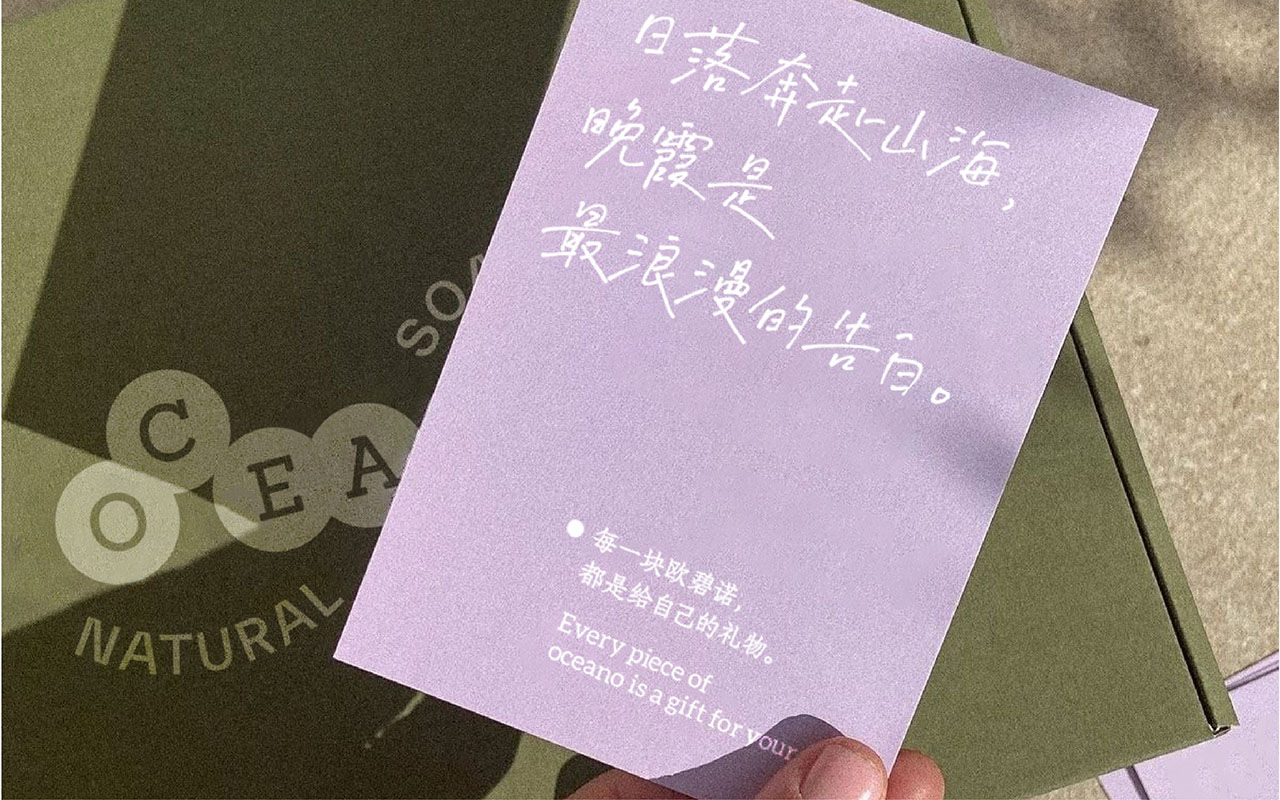 日落奔赴山海，
晚霞是
最浪漫的告白。
每一块欧碧诺，
都是给自己的礼物。
Every piece of
oceano is a gift for your
SOA
OCEA
NATURAL